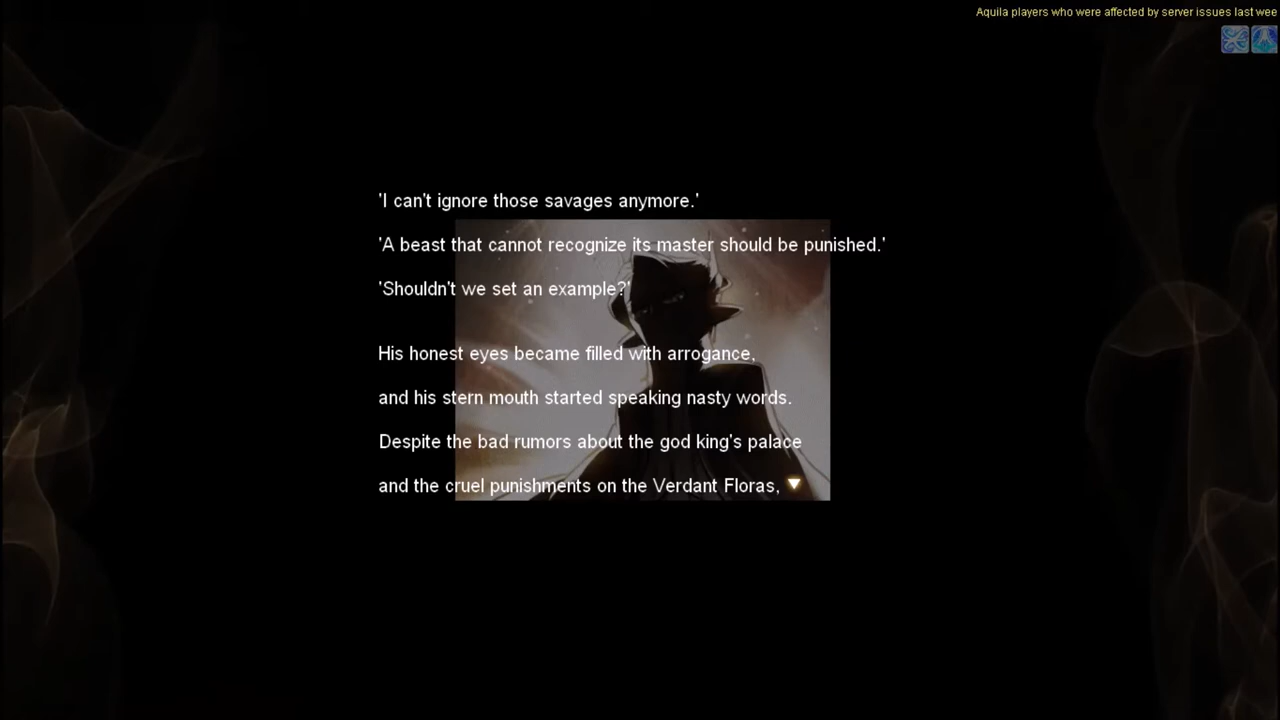 Aquila players who were affected by server issues last wee
'I can't ignore those savages anymore.'
'A beast that cannot recognize its master should be punished.'
'Shouldn't we set an example?'
His honest eyes became filled with arrogance,
and his stern mouth started speaking nasty words.
Despite the bad rumors about the god king's palace
and the cruel punishments on the Verdant Floras,